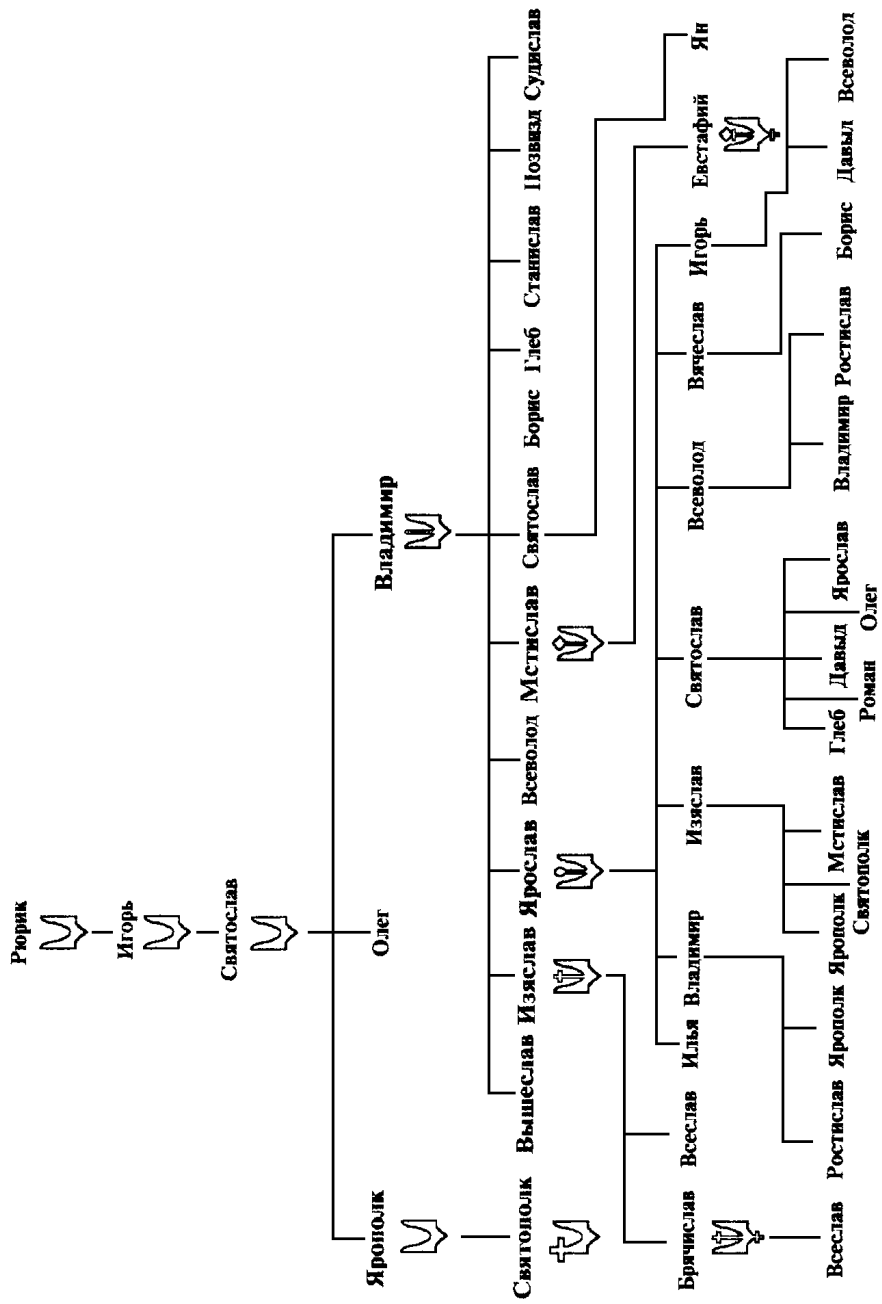 Рюрик
Игорь
Святослав
Ярополк Олег Владимир
Святополк Вышеслав Изяслав Ярослав Всеволод Мстислав Святослав Борис Глеб Станислав Позвизд Судислав
Брячислав Всеслав Илья Владимир Изяслав Святослав Всеволод Вячеслав Игорь Евстафий Ян
Всеслав Ростислав Ярополк Ярополк Мстислав Глеб Давыд Ярослав Владимир Ростислав Борис Давыд Всеволод
Святополк Роман Олег